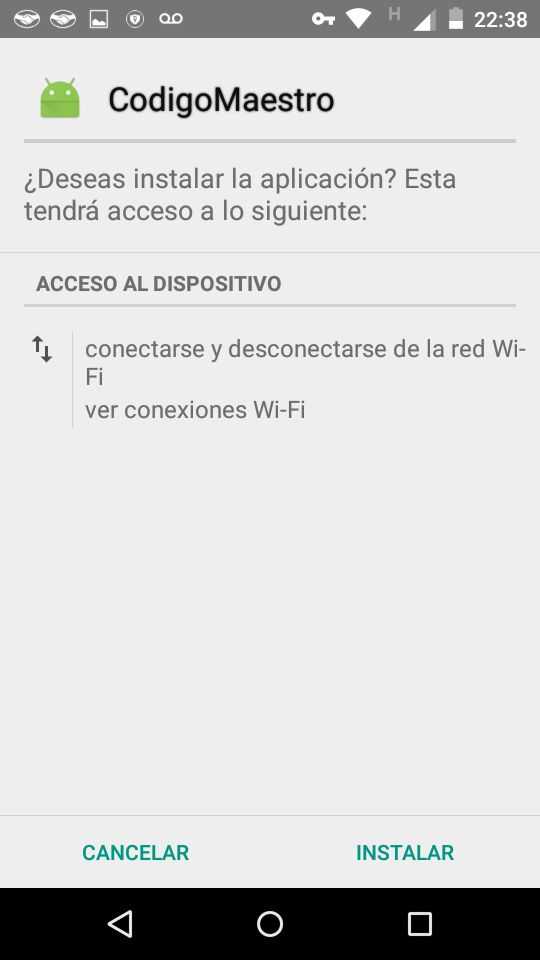 H 22:38
CodigoMaestro
¿Deseas instalar la aplicación? Esta
tendrá acceso a lo siguiente:
ACCESO AL DISPOSITIVO
conectarse y desconectarse de la red Wi-
Fi
ver conexiones Wi-Fi
CANCELAR INSTALAR